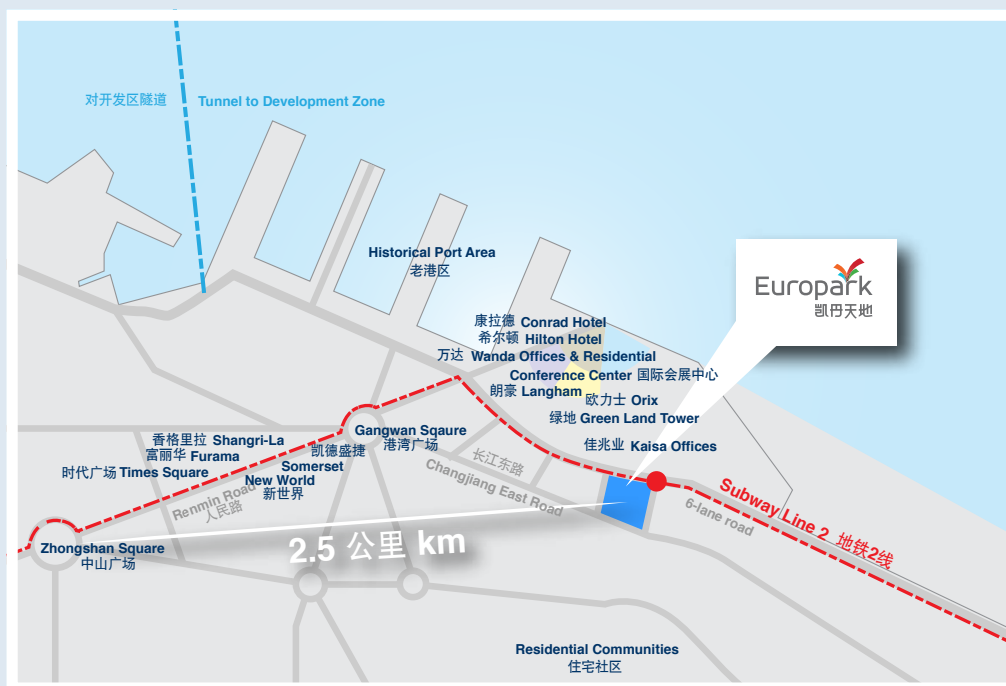 对开发区隧道 Tunnel to Development Zone
Historical Port Area
老港区
Europark
凯丹天地
康拉德 Conrad Hotel
希尔顿 Hilton Hotel
万达 Wanda Offices & Residential
Conference Center 国际会展中心
朗豪 Langham
欧力士 Orix
绿地 Green Land Tower
佳兆业 Kaisa Offices
Gangwan Sqaure
港湾广场
香格里拉 Shangri-La
富丽华 Furama
时代广场 Times Square
凯德盛捷
Somerset
New World
新世界
Renmin Road
人民路
长江东路
Changjiang East Road
6-lane road
Subway Line 2 地铁2线
Zhongshan Square
中山广场
2.5 公里 km
Residential Communities
住宅社区